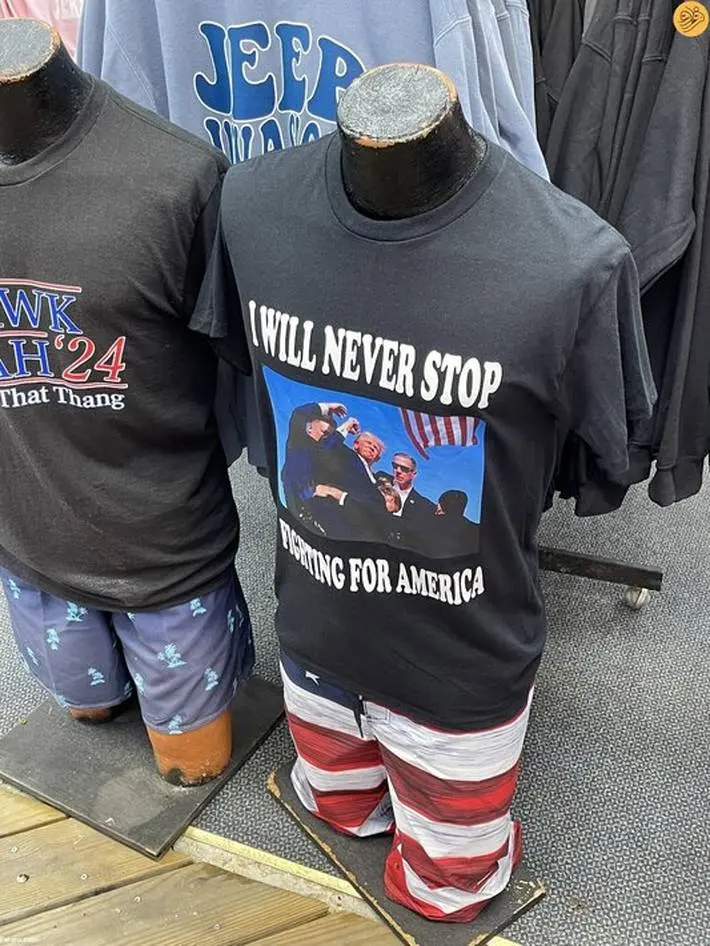 JEEP
WK
AH '24
That Thang
I WILL NEVER STOP
FIGHTING FOR AMERICA